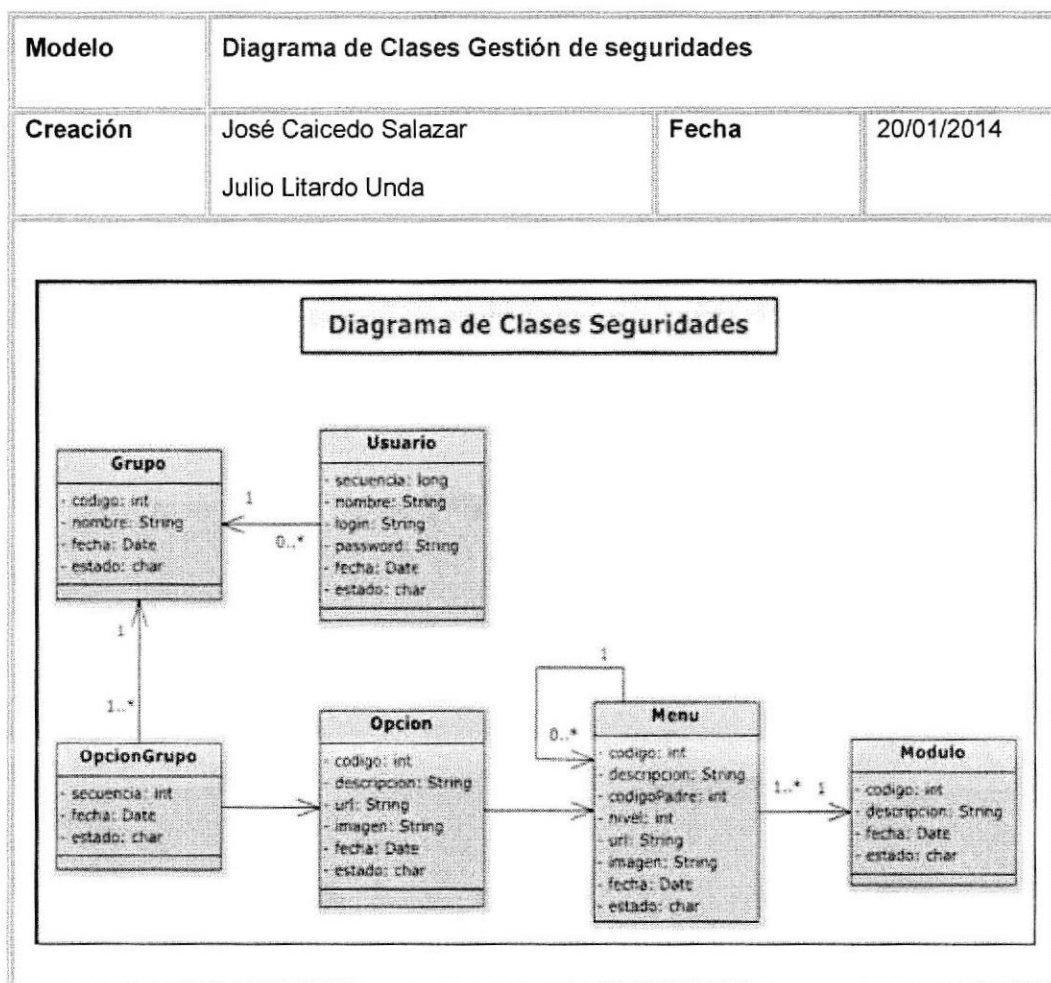 Modelo
Diagrama de Clases Gestión de seguridades
Creación
José Caicedo Salazar
Julio Litardo Unda
Fecha
20/01/2014
Diagrama de Clases Seguridades
Grupo
- codigo: int
- nombre: String
- fecha: Date
- estado: char
1
0..*
Usuario
- secuencia: long
- nombre: String
- login: String
- password: String
- fecha: Date
- estado: char
1
1..*
OpcionGrupo
- secuencia: int
- fecha: Date
- estado: char
Opcion
- codigo: int
- descripcion: String
- url: String
- imagen: String
- fecha: Date
- estado: char
1
0..*
Menu
- codigo: int
- descripcion: String
- codigoPadre: int
- nivel: int
- url: String
- imagen: String
- fecha: Date
- estado: char
1..* 1
Modulo
- codigo: int
- descripcion: String
- fecha: Date
- estado: char